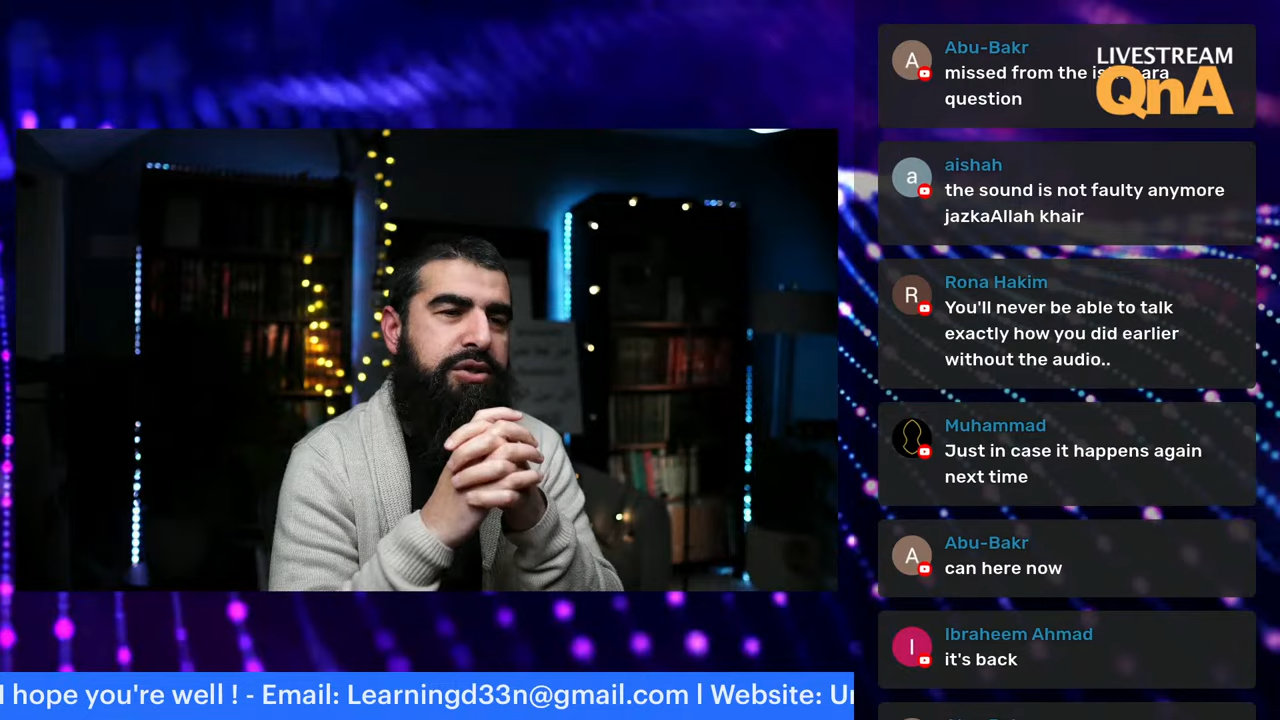 Abu-Bakr
missed from the is ara
question
LIVESTREAM
QnA
aishah
the sound is not faulty anymore
jazkaAllah khair
Rona Hakim
You'll never be able to talk
exactly how you did earlier
without the audio..
Muhammad
Just in case it happens again
next time
Abu-Bakr
can here now
Ibraheem Ahmad
it's back
I hope you're well ! - Email: Learningd33n@gmail.com | Website:
A
a
R
A
I